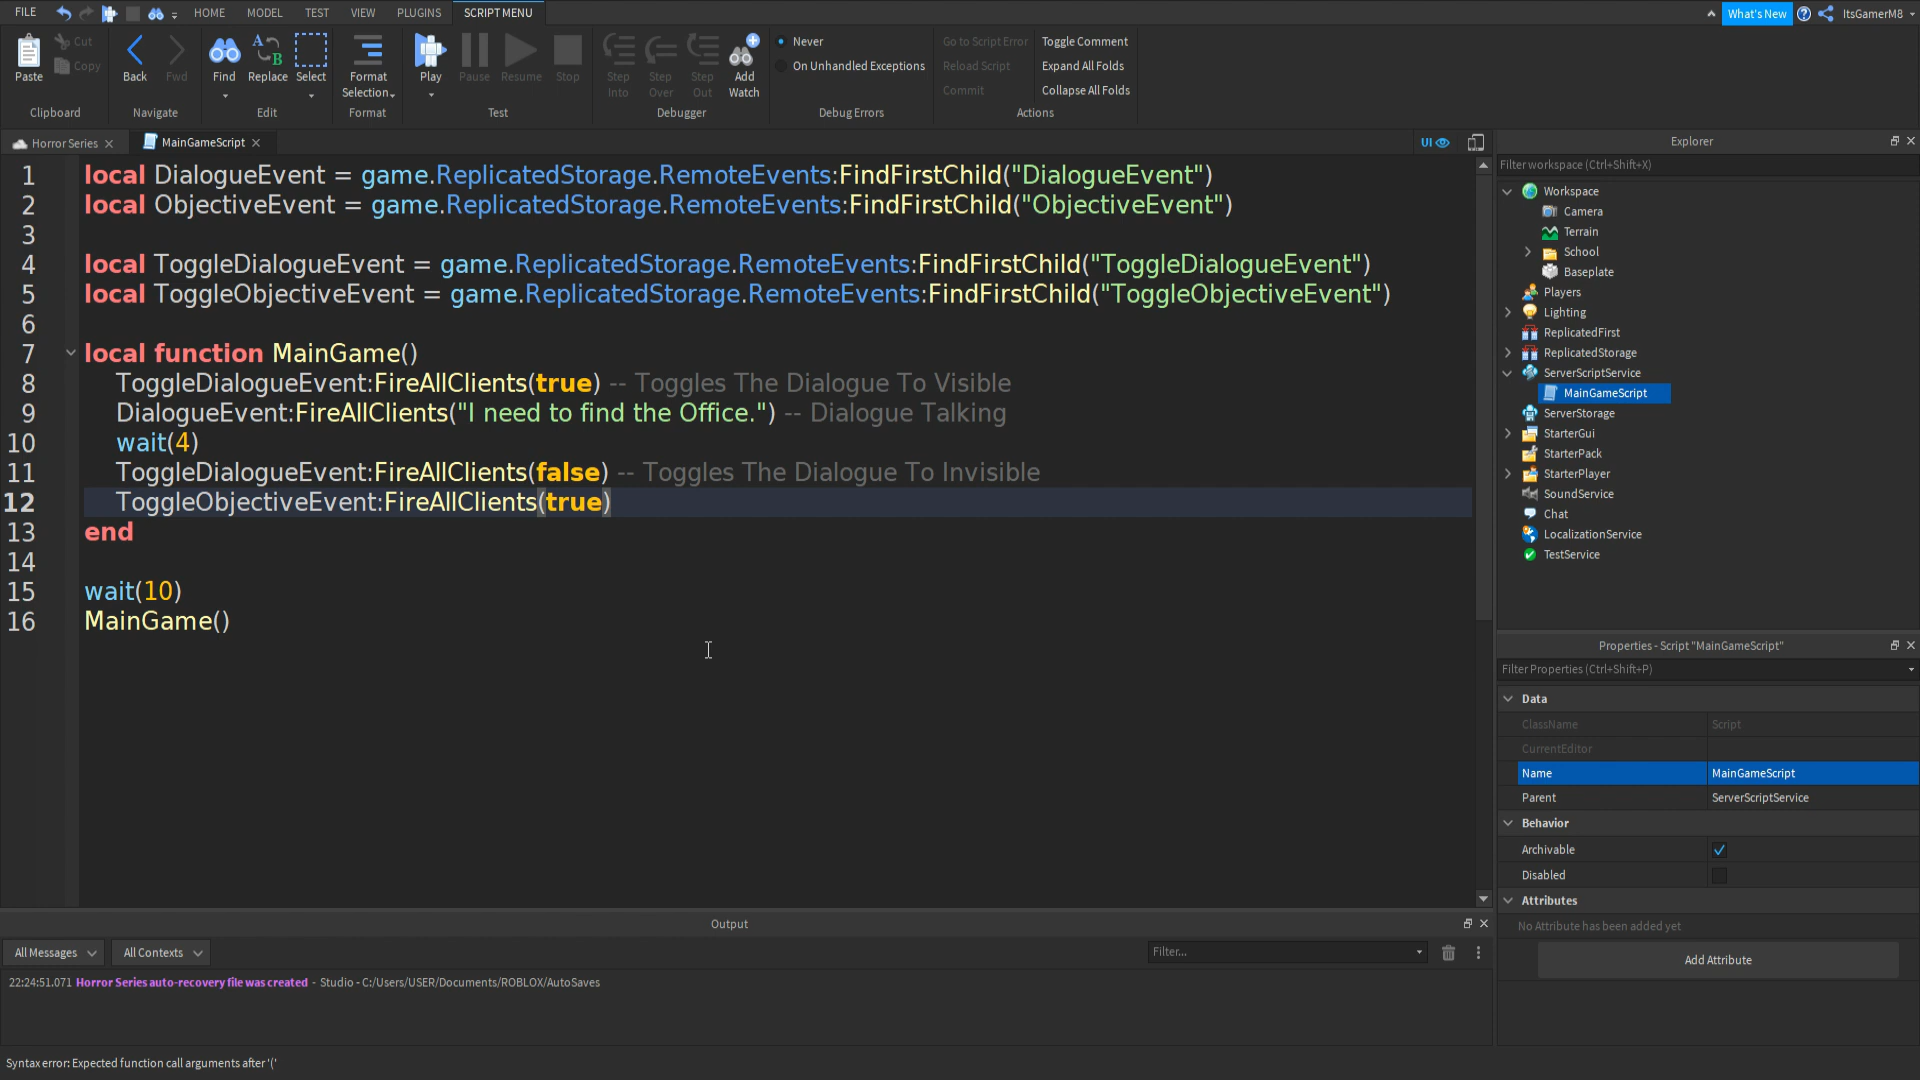 FILE HOME MODEL TEST VIEW PLUGINS SCRIPT MENU What's New ItsGamerM8
Paste
Cut
Copy
Clipboard
Back
Fwd
Navigate
Find
Replace
Select
Edit
Format
Selection
Format
Play
Pause
Resume
Stop
Test
Step
Into
Step
Over
Step
Out
Add
Watch
Debugger
Never
On Unhandled Exceptions
Debug Errors
Go to Script Error
Reload Script
Commit
Toggle Comment
Expand All Folds
Collapse All Folds
Actions
Horror Series MainGameScript UI
1 local DialogueEvent = game.ReplicatedStorage.RemoteEvents:FindFirstChild("DialogueEvent")
2 local ObjectiveEvent = game.ReplicatedStorage.RemoteEvents:FindFirstChild("ObjectiveEvent")
3
4 local ToggleDialogueEvent = game.ReplicatedStorage.RemoteEvents:FindFirstChild("ToggleDialogueEvent")
5 local ToggleObjectiveEvent = game.ReplicatedStorage.RemoteEvents:FindFirstChild("ToggleObjectiveEvent")
6
7 local function MainGame()
8 ToggleDialogueEvent:FireAllClients(true) -- Toggles The Dialogue To Visible
9 DialogueEvent:FireAllClients("I need to find the Office.") -- Dialogue Talking
10 wait(4)
11 ToggleDialogueEvent:FireAllClients(false) -- Toggles The Dialogue To Invisible
12 ToggleObjectiveEvent:FireAllClients(true)
13 end
14
15 wait(10)
16 MainGame()
Explorer
Filter workspace (Ctrl+Shift+X)
Workspace
Camera
Terrain
School
Baseplate
Players
Lighting
ReplicatedFirst
ReplicatedStorage
ServerScriptService
MainGameScript
ServerStorage
StarterGui
StarterPack
StarterPlayer
SoundService
Chat
LocalizationService
TestService
Properties - Script "MainGameScript"
Filter Properties (Ctrl+Shift+P)
Data
ClassName Script
CurrentEditor
Name MainGameScript
Parent ServerScriptService
Behavior
Archivable
Disabled
Attributes
No Attribute has been added yet
Add Attribute
Output
All Messages All Contexts Filter...
22:24:51.071 Horror Series auto-recovery file was created - Studio - C:/Users/USER/Documents/ROBLOX/AutoSaves
Syntax error: Expected function call arguments after '('